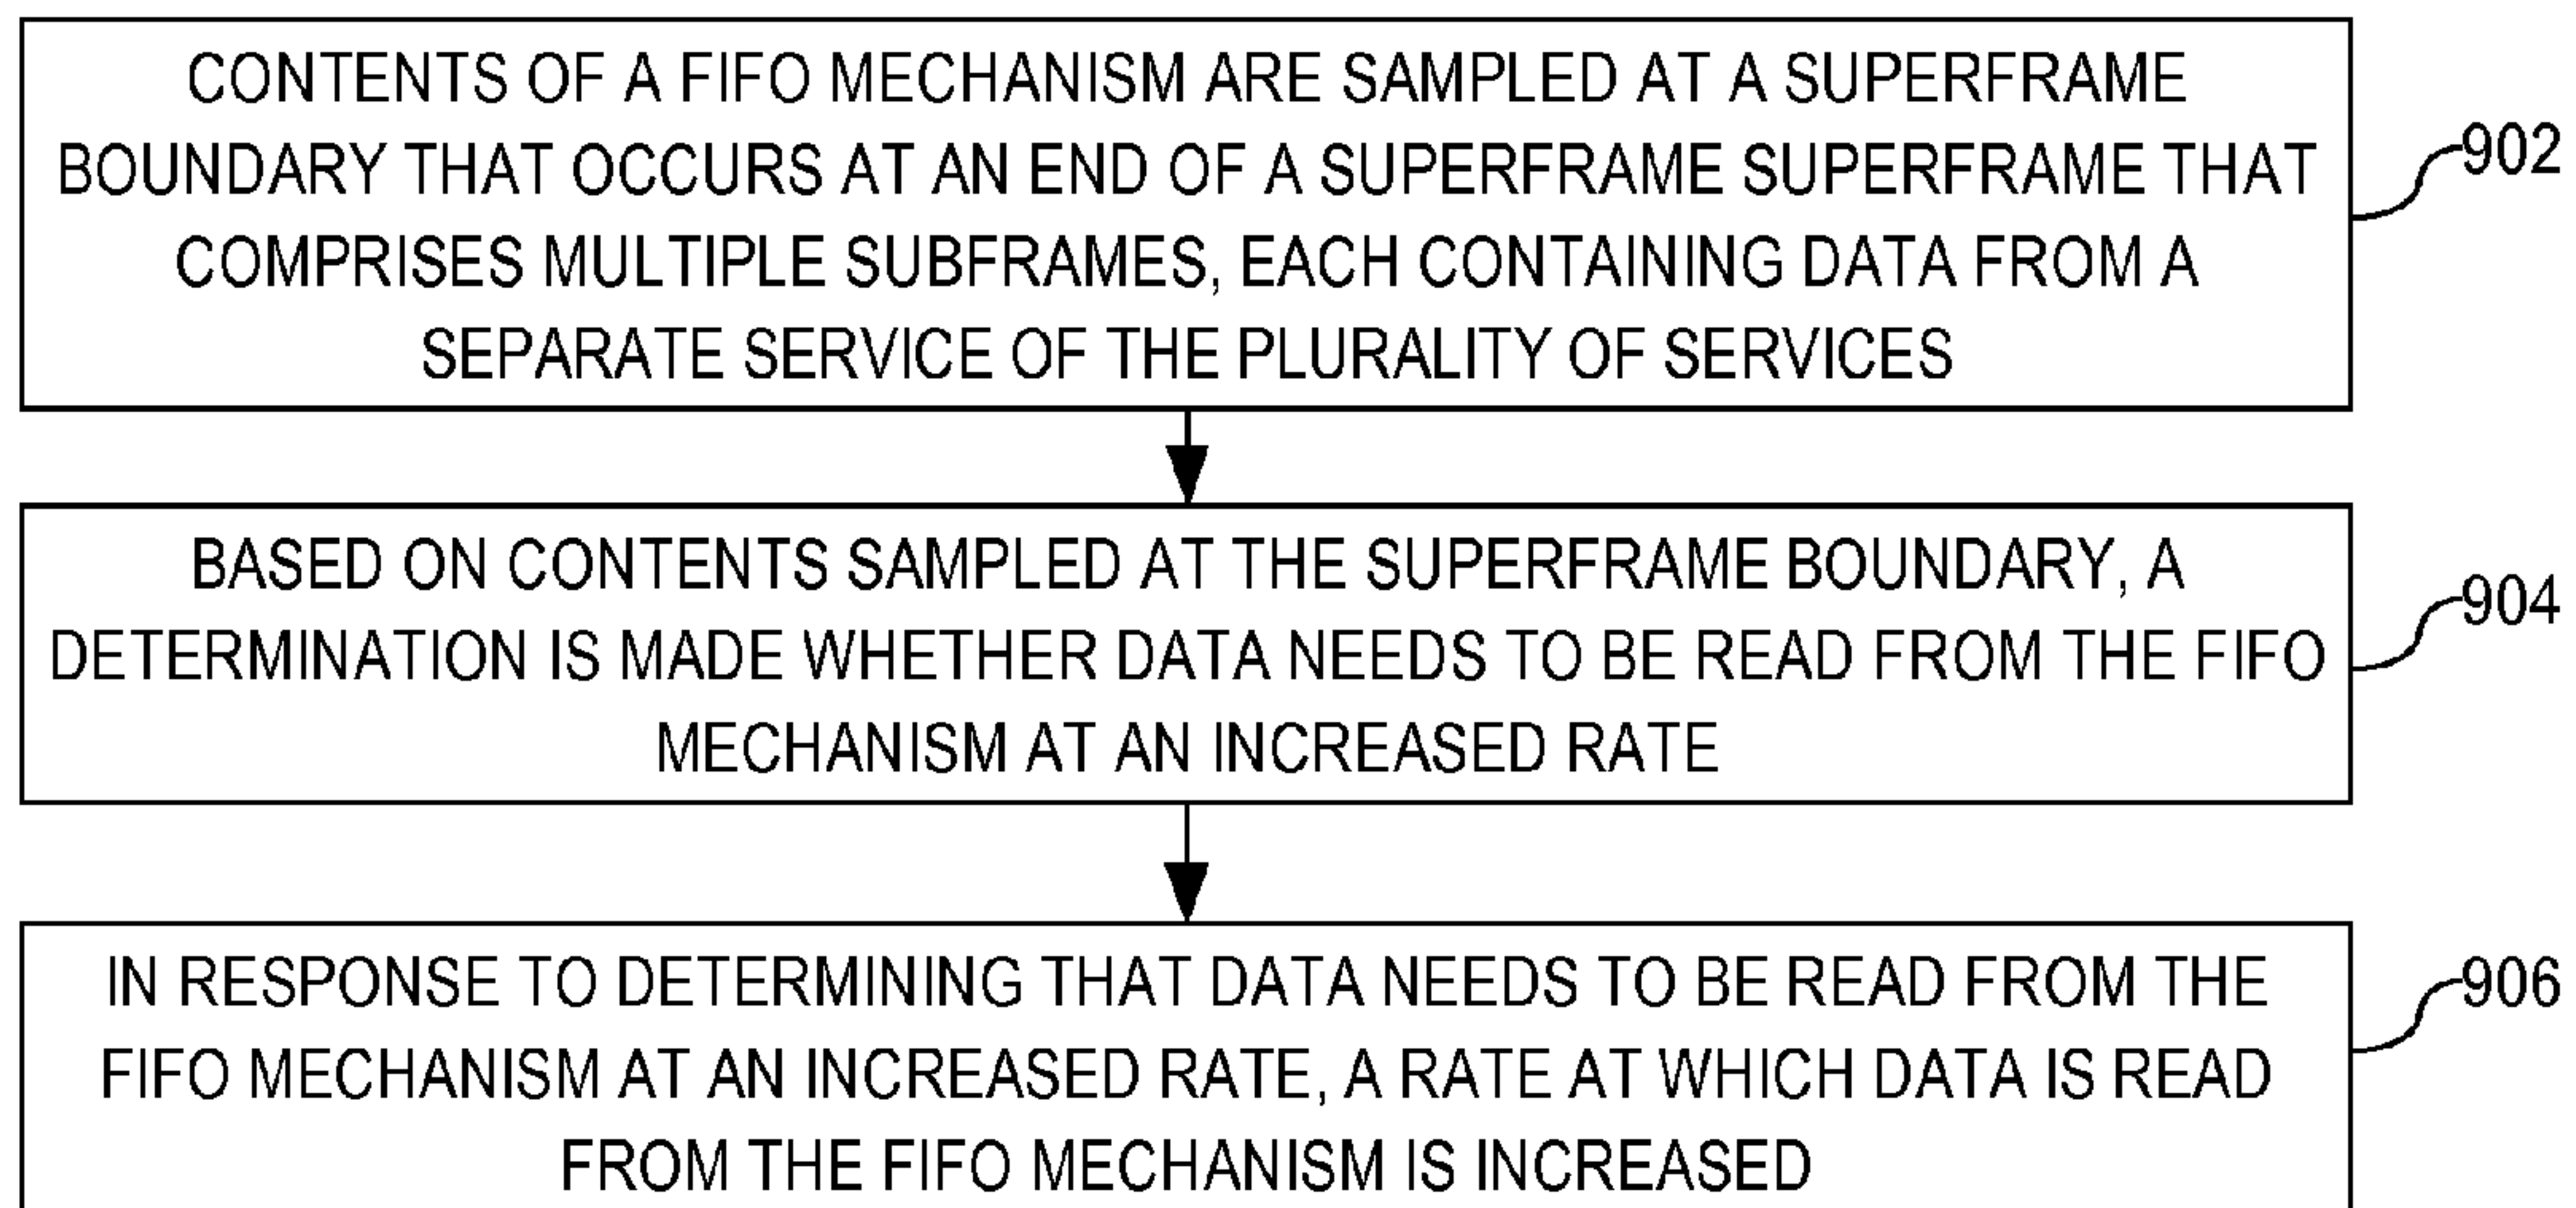 CONTENTS OF A FIFO MECHANISM ARE SAMPLED AT A SUPERFRAME
BOUNDARY THAT OCCURS AT AN END OF A SUPERFRAME SUPERFRAME THAT
COMPRISES MULTIPLE SUBFRAMES, EACH CONTAINING DATA FROM A
SEPARATE SERVICE OF THE PLURALITY OF SERVICES
902
BASED ON CONTENTS SAMPLED AT THE SUPERFRAME BOUNDARY, A
DETERMINATION IS MADE WHETHER DATA NEEDS TO BE READ FROM THE FIFO
MECHANISM AT AN INCREASED RATE
904
IN RESPONSE TO DETERMINING THAT DATA NEEDS TO BE READ FROM THE
FIFO MECHANISM AT AN INCREASED RATE, A RATE AT WHICH DATA IS READ
FROM THE FIFO MECHANISM IS INCREASED
906